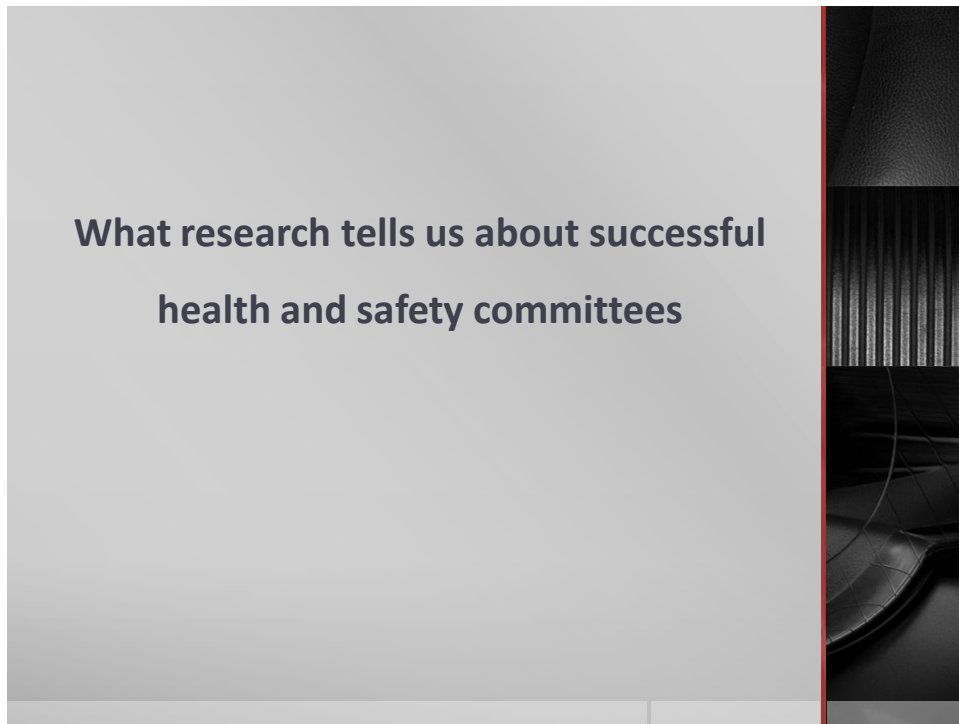 What research tells us about successful
health and safety committees